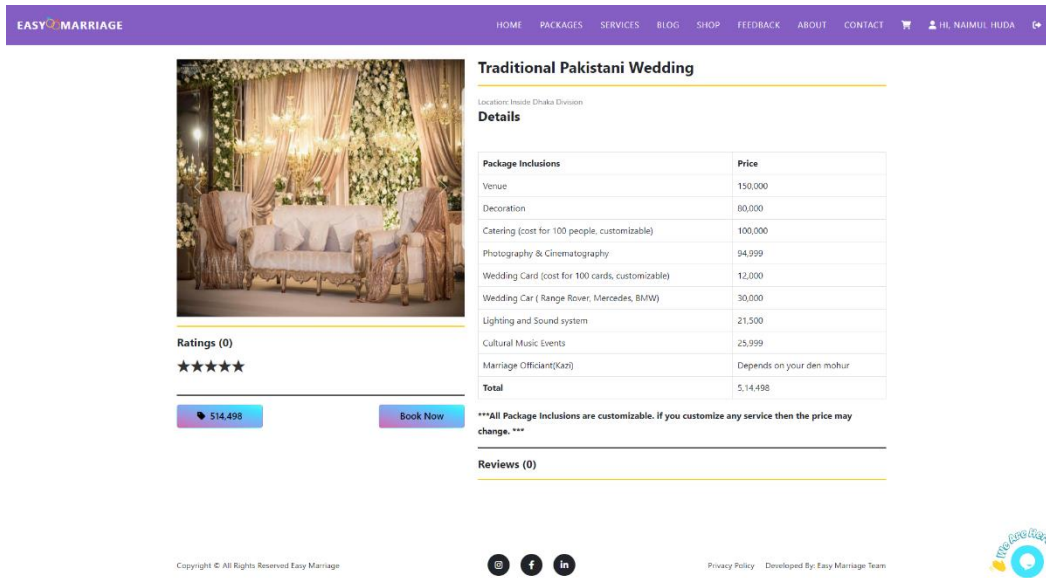 EASY MARRIAGE
HOME PACKAGES SERVICES BLOG SHOP FEEDBACK ABOUT CONTACT HI, NAIMUL HUDA
Traditional Pakistani Wedding
Location: Inside Dhaka Division
Details
Package Inclusions Price
Venue 150,000
Decoration 80,000
Catering (cost for 100 people, customizable) 100,000
Photography & Cinematography 94,999
Wedding Card (cost for 100 cards, customizable) 12,000
Wedding Car ( Range Rover, Mercedes, BMW) 30,000
Lighting and Sound system 21,500
Cultural Music Events 25,999
Marriage Officiant(Kazi) Depends on your den mohur
Total 5,14,498
***All Package Inclusions are customizable. if you customize any service then the price may
change. ***
Reviews (0)
Ratings (0)
514,498
Book Now
Copyright © All Rights Reserved Easy Marriage
Privacy Policy Developed By: Easy Marriage Team
We Are Here